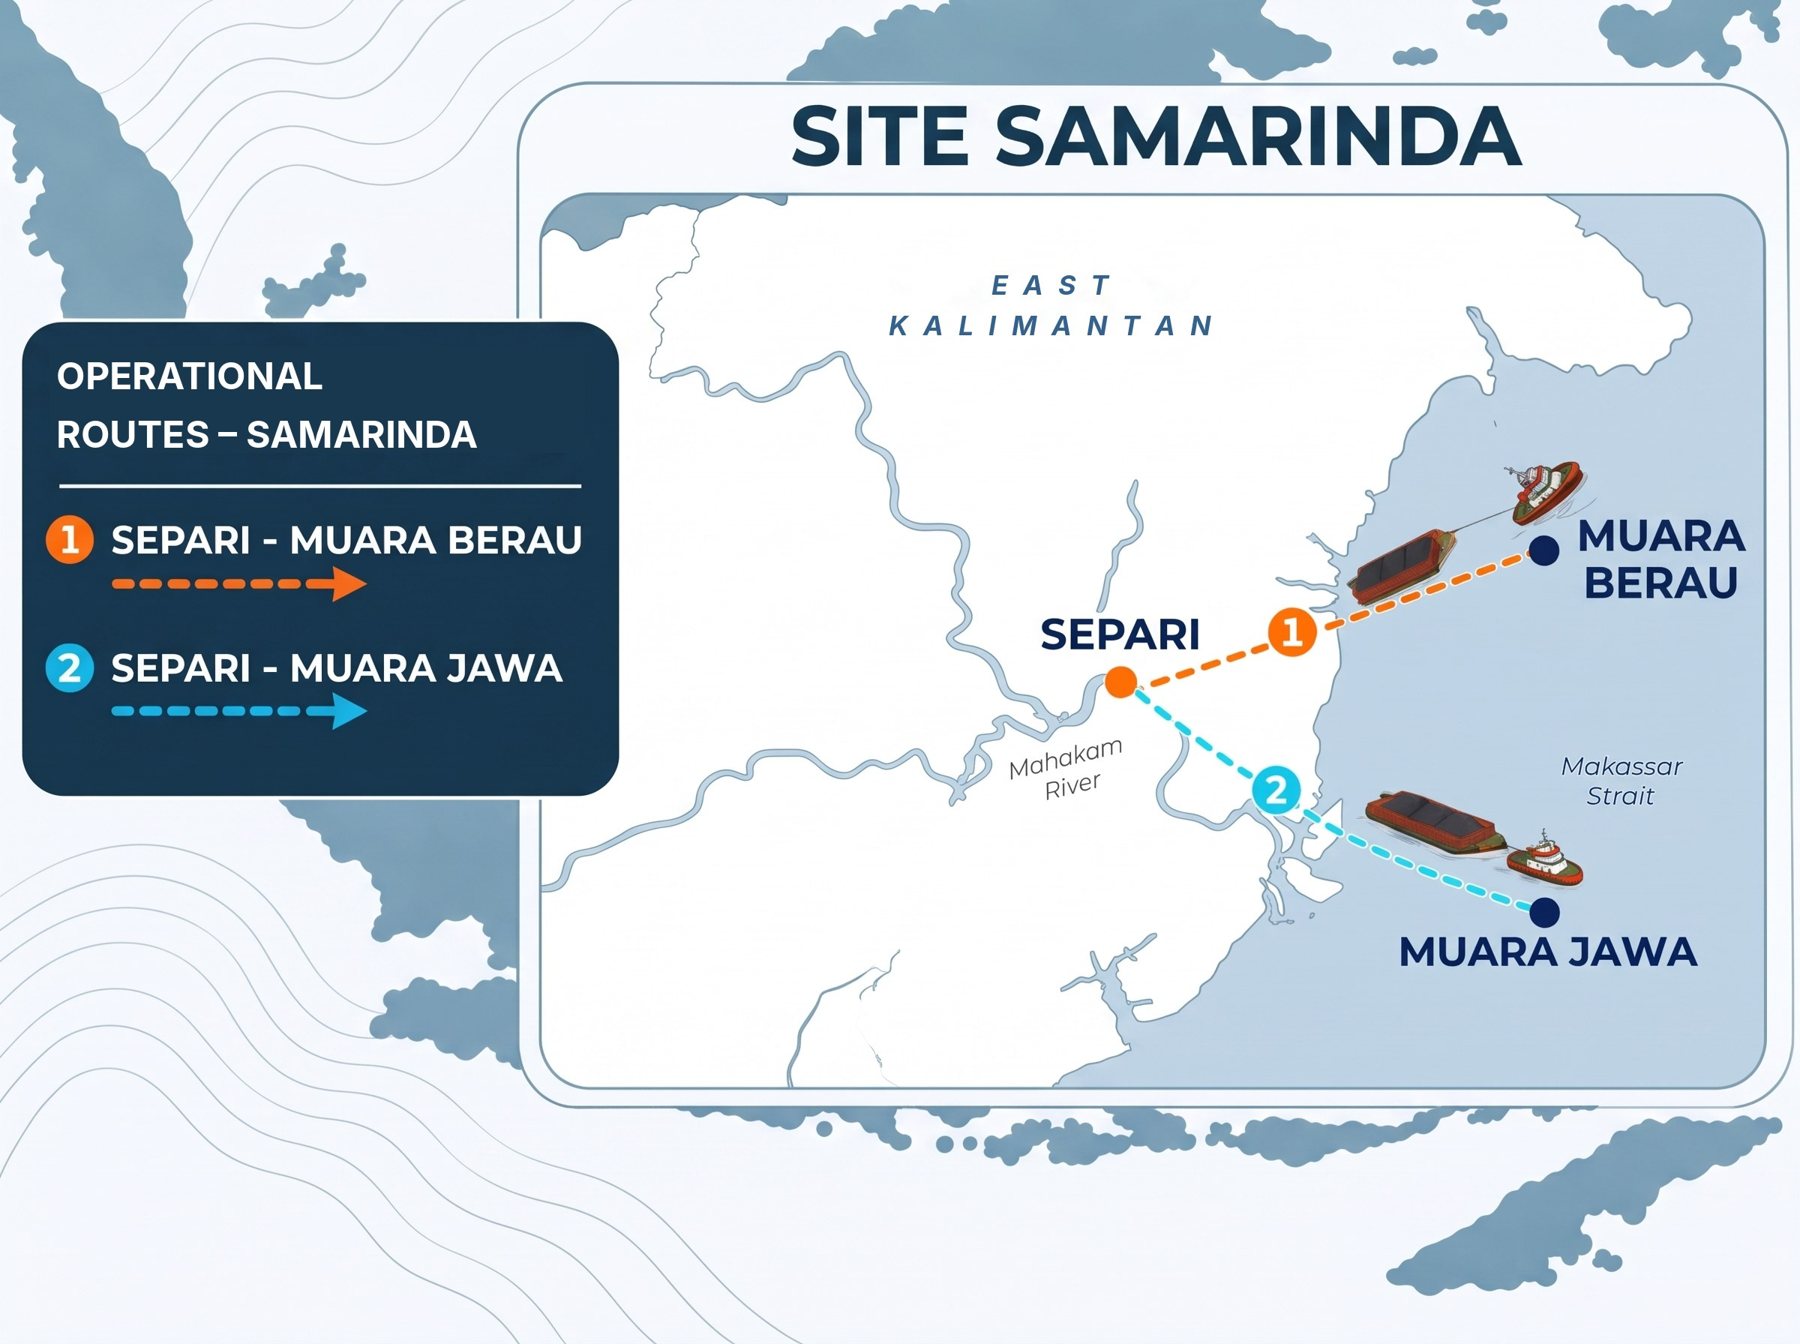 SITE SAMARINDA
EAST
KALIMANTAN
OPERATIONAL
ROUTES – SAMARINDA
1 SEPARI - MUARA BERAU
2 SEPARI - MUARA JAWA
MUARA
BERAU
SEPARI
1
Mahakam
River
2
Makassar
Strait
MUARA JAWA